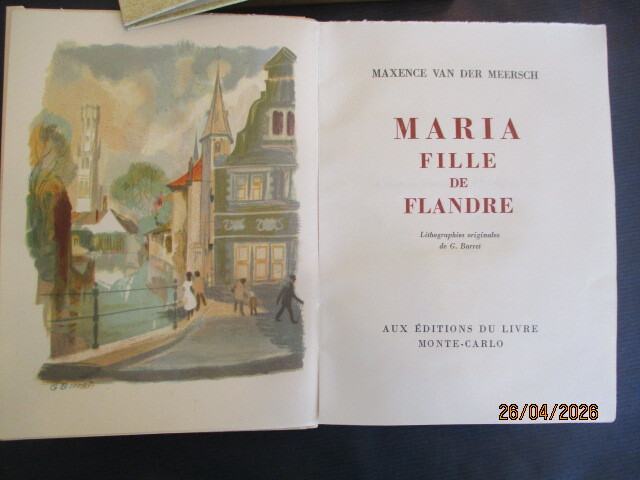 G. Barret
MAXENCE VAN DER MEERSCH
MARIA
FILLE
DE
FLANDRE
Lithographies originales
de G. Barret
AUX ÉDITIONS DU LIVRE
MONTE-CARLO
26/04/2026